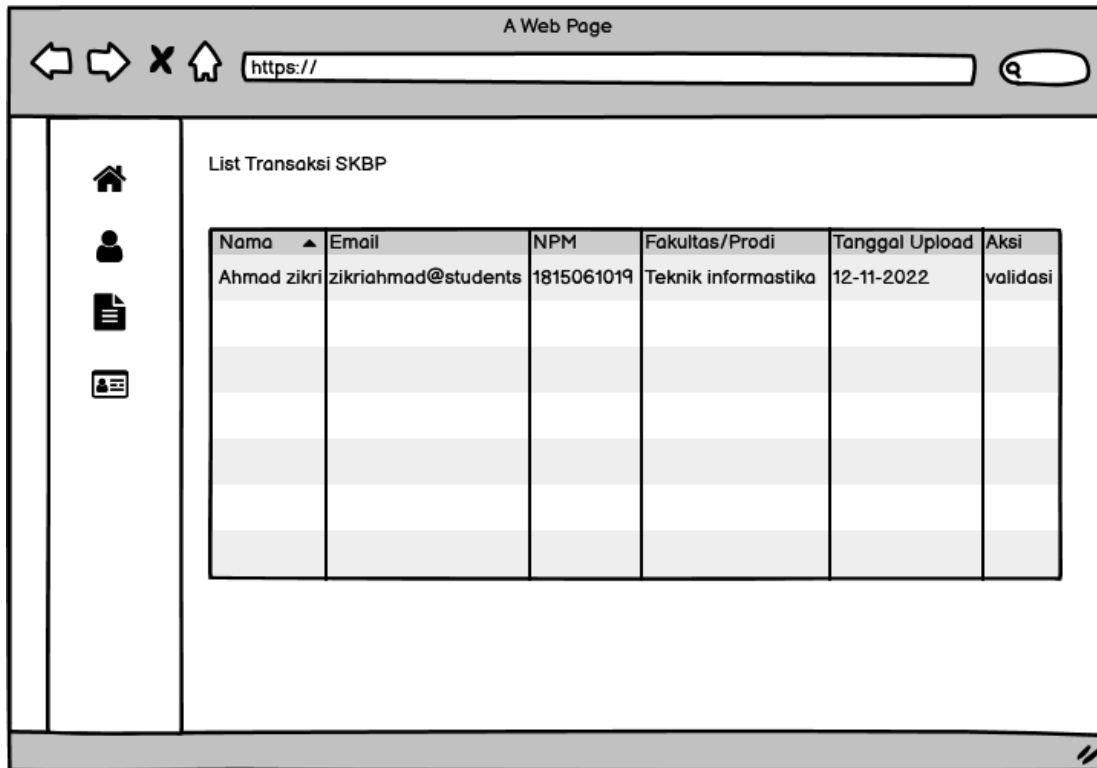 A Web Page
https://
List Transaksi SKBP
Nama Email NPM Fakultas/Prodi Tanggal Upload Aksi
Ahmad zikri zikriahmad@students 1815061019 Teknik informastika 12-11-2022 validasi